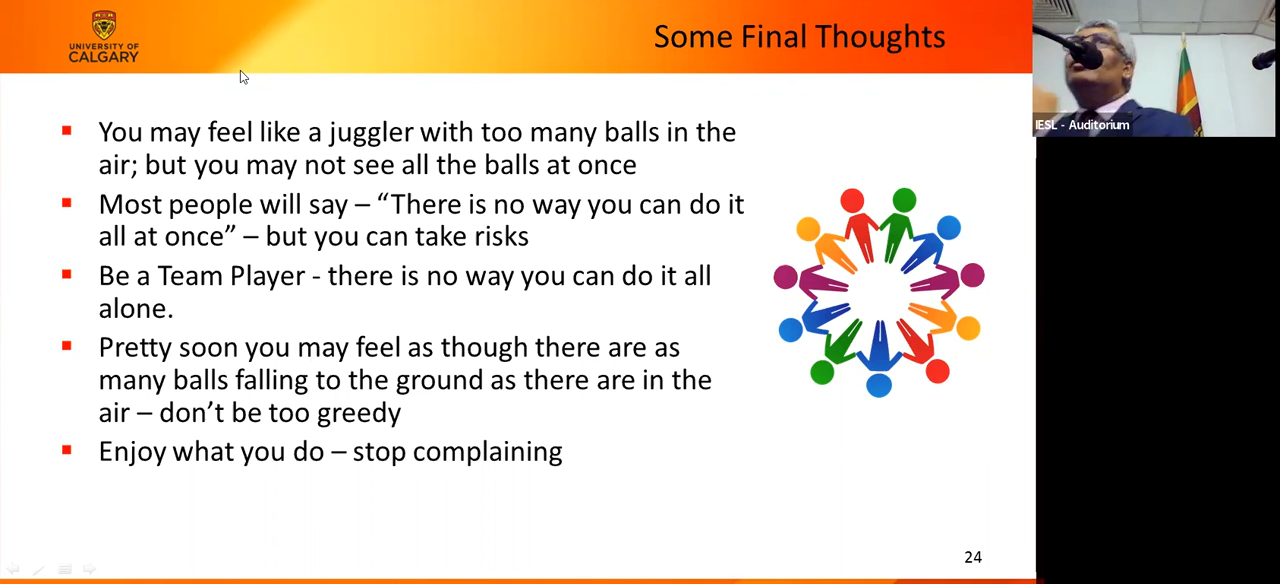 UNIVERSITY OF
CALGARY
Some Final Thoughts
IESL - Auditorium
You may feel like a juggler with too many balls in the
air; but you may not see all the balls at once
Most people will say – “There is no way you can do it
all at once” – but you can take risks
Be a Team Player - there is no way you can do it all
alone.
Pretty soon you may feel as though there are as
many balls falling to the ground as there are in the
air – don’t be too greedy
Enjoy what you do – stop complaining
24